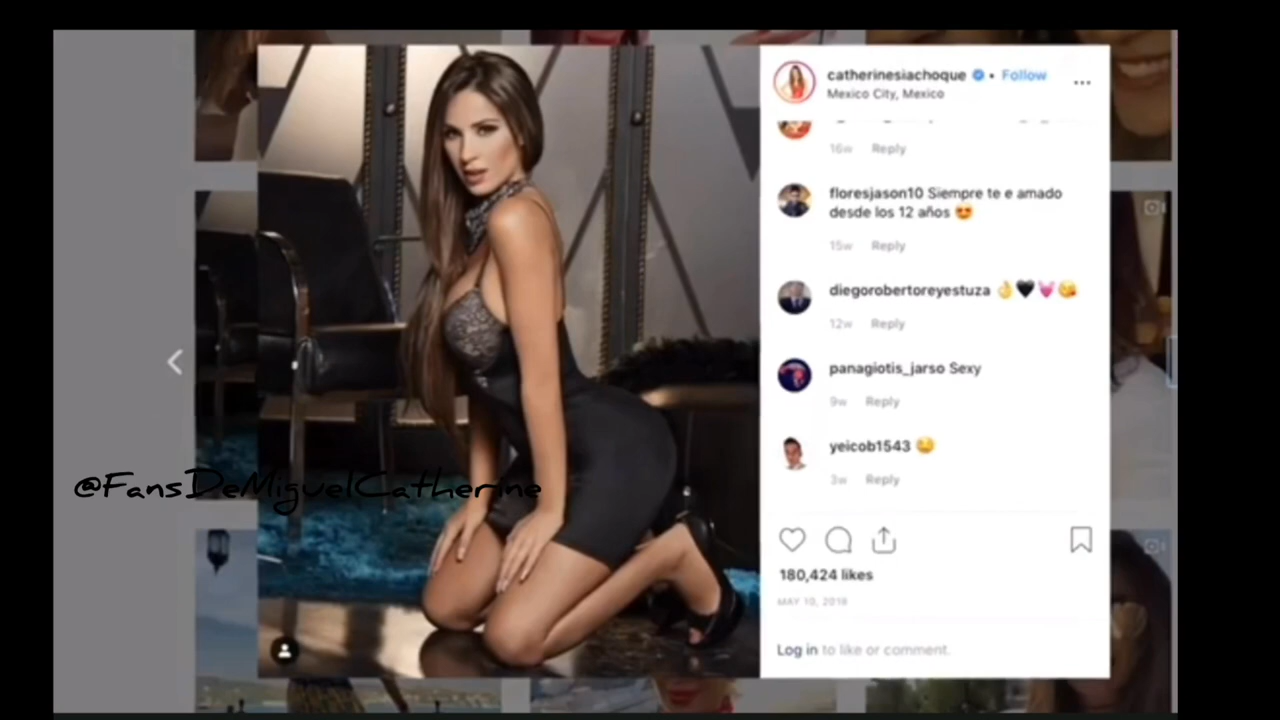 catherinesiachoque • Follow
Mexico City, Mexico
16w Reply
floresjason10 Siempre te e amado
desde los 12 años 😍
15w Reply
diegorobertoreyestuza 👌🖤💓😘
12w Reply
panagiotis_jarso Sexy
9w Reply
yeicob1543 😏
3w Reply
@FansDeMiguelCatherine
180,424 likes
MAY 10, 2018
Log in to like or comment.